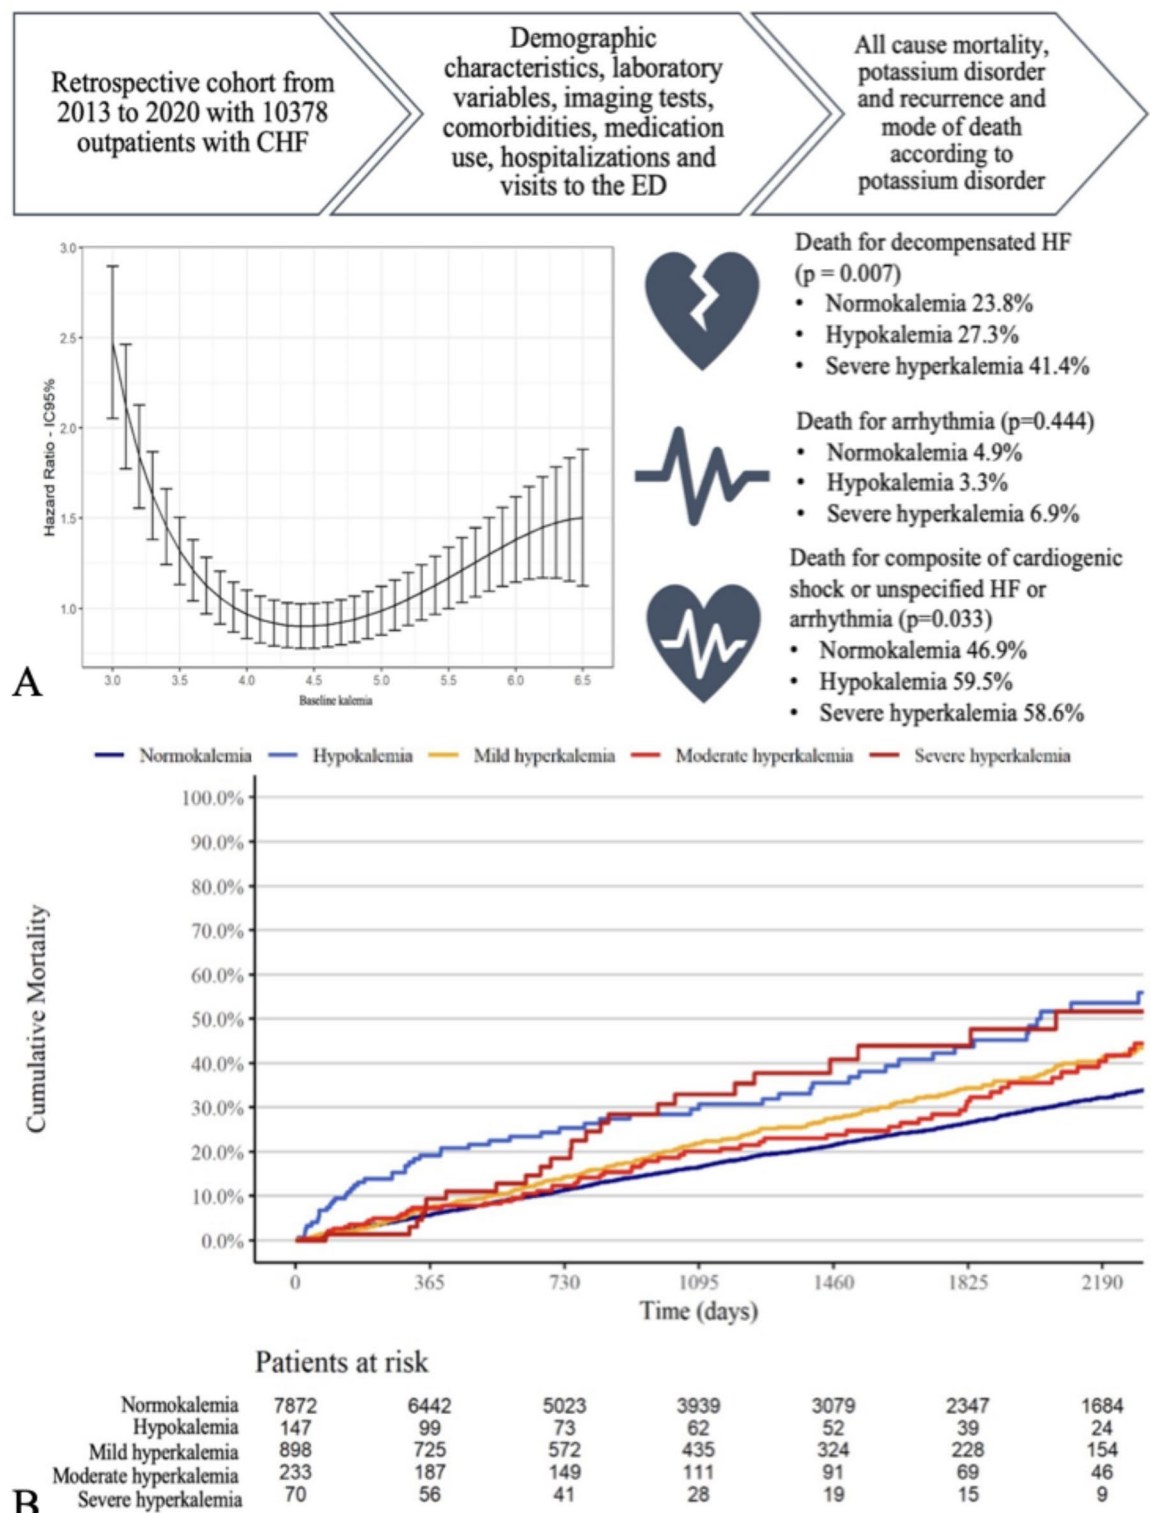 Retrospective cohort from
2013 to 2020 with 10378
outpatients with CHF
Demographic
characteristics, laboratory
variables, imaging tests,
comorbidities, medication
use, hospitalizations and
visits to the ED
All cause mortality,
potassium disorder
and recurrence and
mode of death
according to
potassium disorder
3.0
2.5
2.0
1.5
1.0
Hazard Ratio - IC95%
3.0 3.5 4.0 4.5 5.0 5.5 6.0 6.5
Baseline kalemia
A
Death for decompensated HF
(p = 0.007)
• Normokalemia 23.8%
• Hypokalemia 27.3%
• Severe hyperkalemia 41.4%
Death for arrhythmia (p=0.444)
• Normokalemia 4.9%
• Hypokalemia 3.3%
• Severe hyperkalemia 6.9%
Death for composite of cardiogenic
shock or unspecified HF or
arrhythmia (p=0.033)
• Normokalemia 46.9%
• Hypokalemia 59.5%
• Severe hyperkalemia 58.6%
Normokalemia Hypokalemia Mild hyperkalemia Moderate hyperkalemia Severe hyperkalemia
100.0%
90.0%
80.0%
70.0%
60.0%
50.0%
40.0%
30.0%
20.0%
10.0%
0.0%
Cumulative Mortality
0 365 730 1095 1460 1825 2190
Time (days)
Patients at risk
Normokalemia 7872 6442 5023 3939 3079 2347 1684
Hypokalemia 147 99 73 62 52 39 24
Mild hyperkalemia 898 725 572 435 324 228 154
Moderate hyperkalemia 233 187 149 111 91 69 46
Severe hyperkalemia 70 56 41 28 19 15 9
B